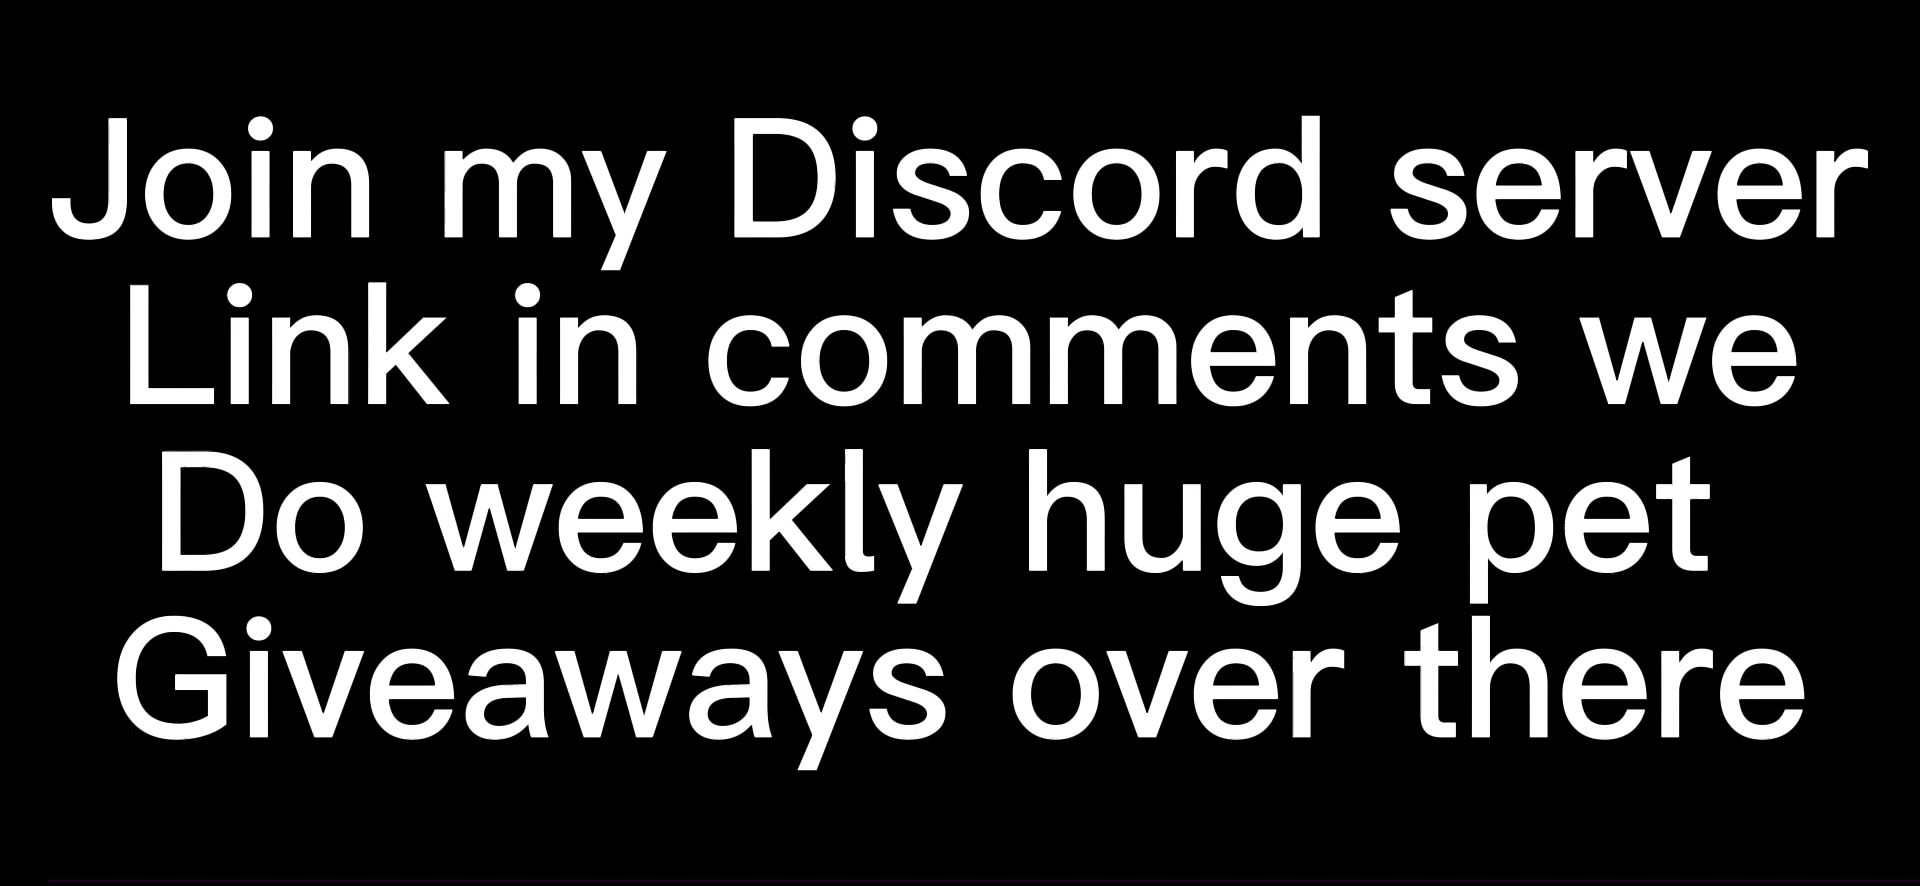 Join my Discord server
Link in comments we
Do weekly huge pet
Giveaways over there